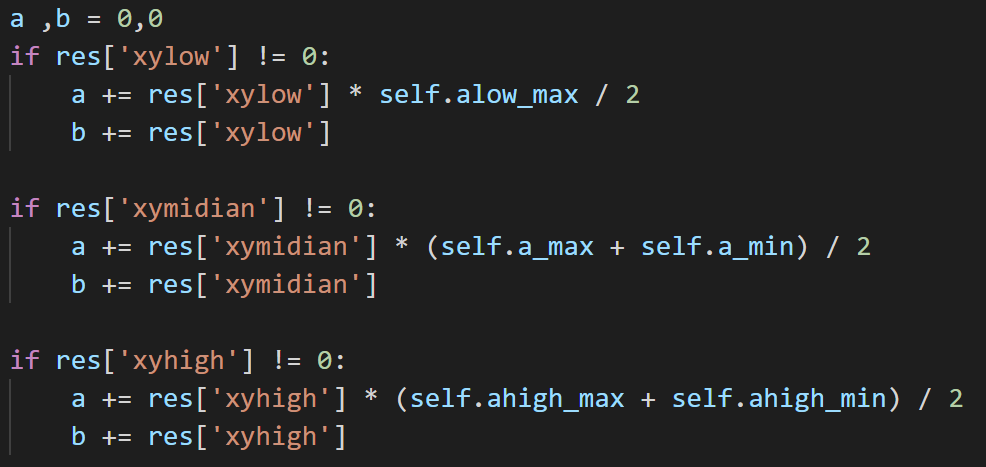 a ,b = 0,0
if res['xylow'] != 0:
    a += res['xylow'] * self.alow_max / 2
    b += res['xylow']

if res['xymidian'] != 0:
    a += res['xymidian'] * (self.a_max + self.a_min) / 2
    b += res['xymidian']

if res['xyhigh'] != 0:
    a += res['xyhigh'] * (self.ahigh_max + self.ahigh_min) / 2
    b += res['xyhigh']